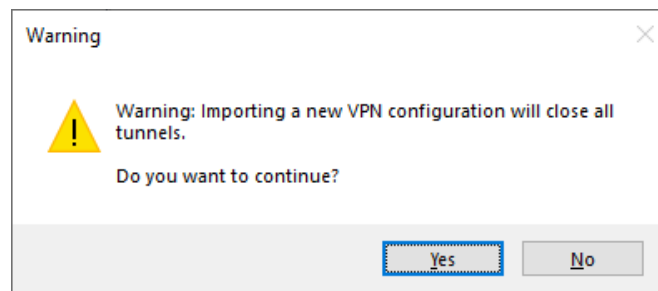 Warning
Warning: Importing a new VPN configuration will close all
tunnels.
Do you want to continue?
Yes
No